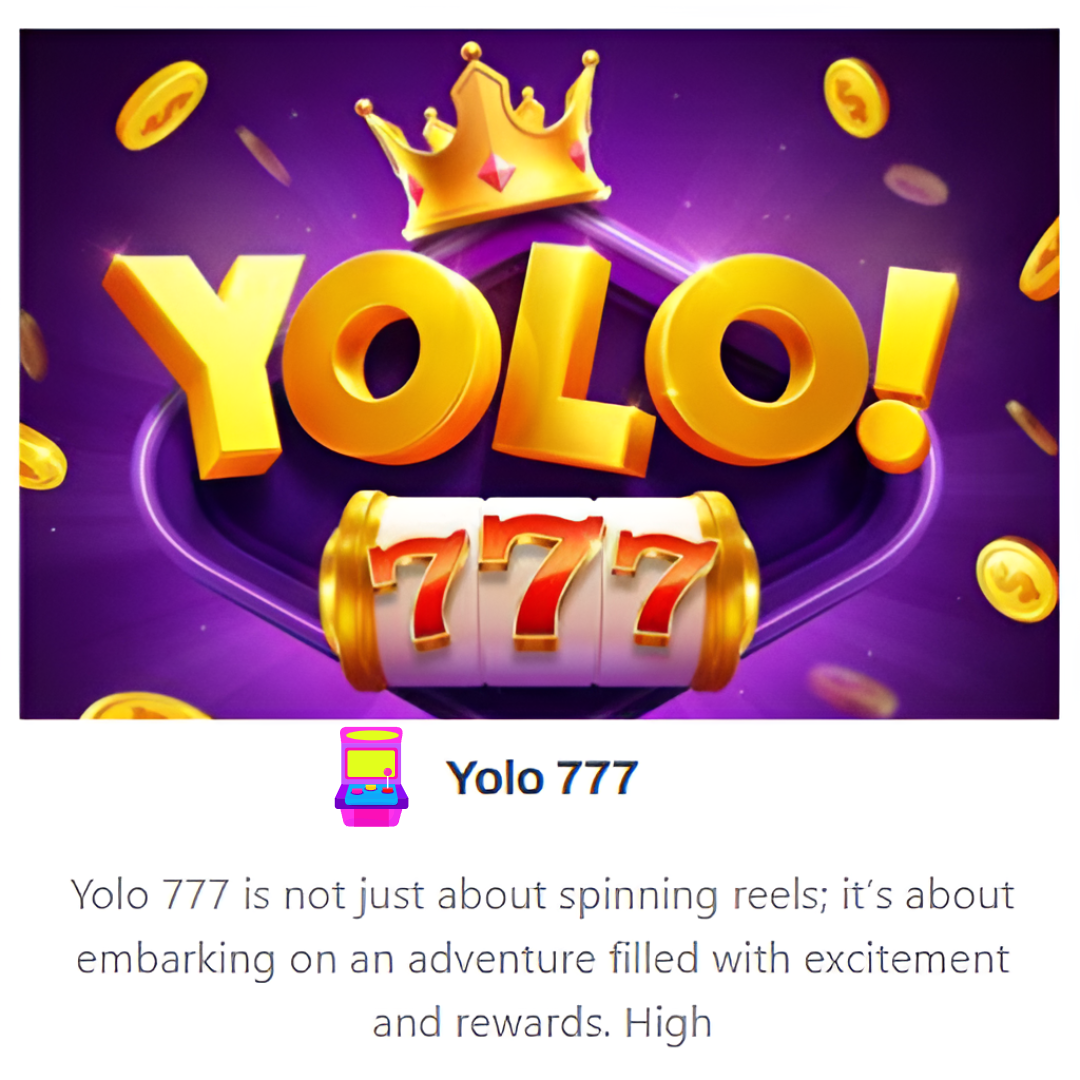 YOLO!
777
Yolo 777
Yolo 777 is not just about spinning reels; it's about
embarking on an adventure filled with excitement
and rewards. High